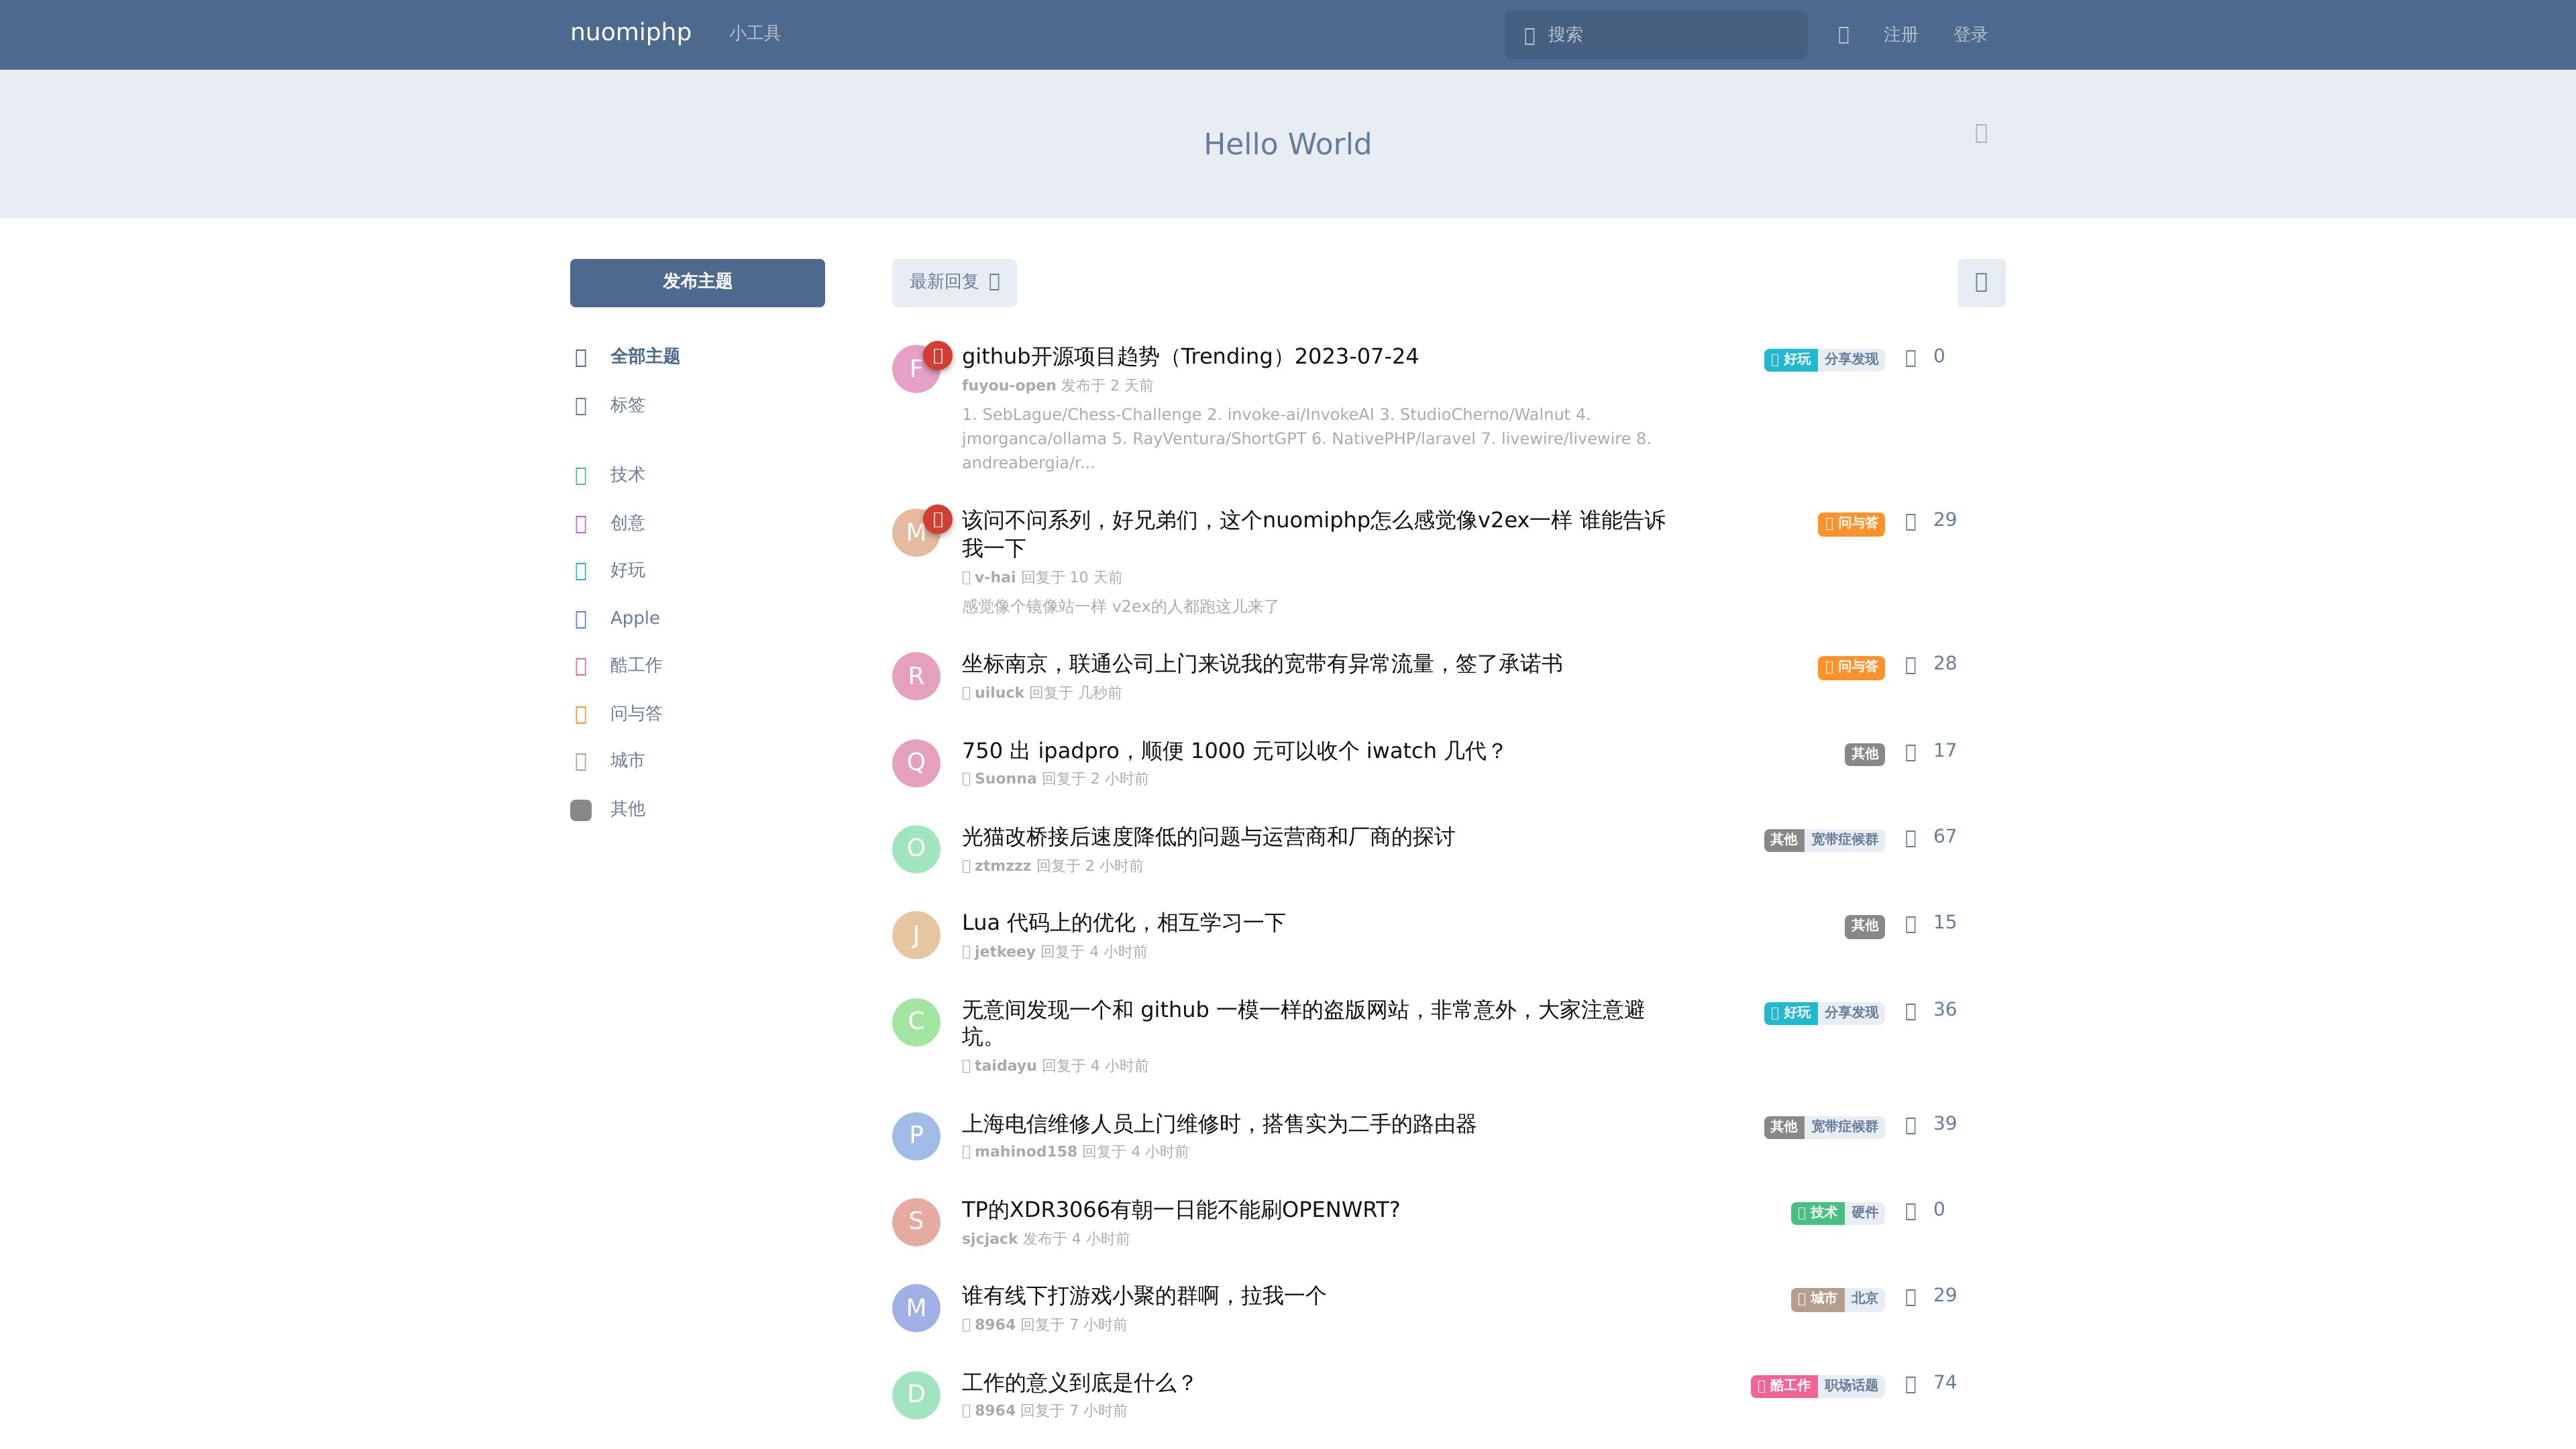 nuomiphp 小工具 搜索 注册 登录
Hello World
发布主题
最新回复
全部主题
标签
技术
创意
好玩
Apple
酷工作
问与答
城市
其他
github开源项目趋势（Trending）2023-07-24 好玩 分享发现 0
fuyou-open 发布于 2 天前
1. SebLague/Chess-Challenge 2. invoke-ai/InvokeAI 3. StudioCherno/Walnut 4.
jmorganca/ollama 5. RayVentura/ShortGPT 6. NativePHP/laravel 7. livewire/livewire 8.
andreabergia/r...
F
该问不问系列，好兄弟们，这个nuomiphp怎么感觉像v2ex一样 谁能告诉 问与答 29
我一下
v-hai 回复于 10 天前
感觉像个镜像站一样 v2ex的人都跑这儿来了
M
R 坐标南京，联通公司上门来说我的宽带有异常流量，签了承诺书 问与答 28
uiluck 回复于 几秒前
Q 750 出 ipadpro，顺便 1000 元可以收个 iwatch 几代？ 其他 17
Suonna 回复于 2 小时前
O 光猫改桥接后速度降低的问题与运营商和厂商的探讨 其他 宽带症候群 67
ztmzzz 回复于 2 小时前
J Lua 代码上的优化，相互学习一下 其他 15
jetkeey 回复于 4 小时前
C 无意间发现一个和 github 一模一样的盗版网站，非常意外，大家注意避 好玩 分享发现 36
坑。
taidayu 回复于 4 小时前
P 上海电信维修人员上门维修时，搭售实为二手的路由器 其他 宽带症候群 39
mahinod158 回复于 4 小时前
S TP的XDR3066有朝一日能不能刷OPENWRT? 技术 硬件 0
sjcjack 发布于 4 小时前
M 谁有线下打游戏小聚的群啊，拉我一个 城市 北京 29
8964 回复于 7 小时前
D 工作的意义到底是什么？ 酷工作 职场话题 74
8964 回复于 7 小时前